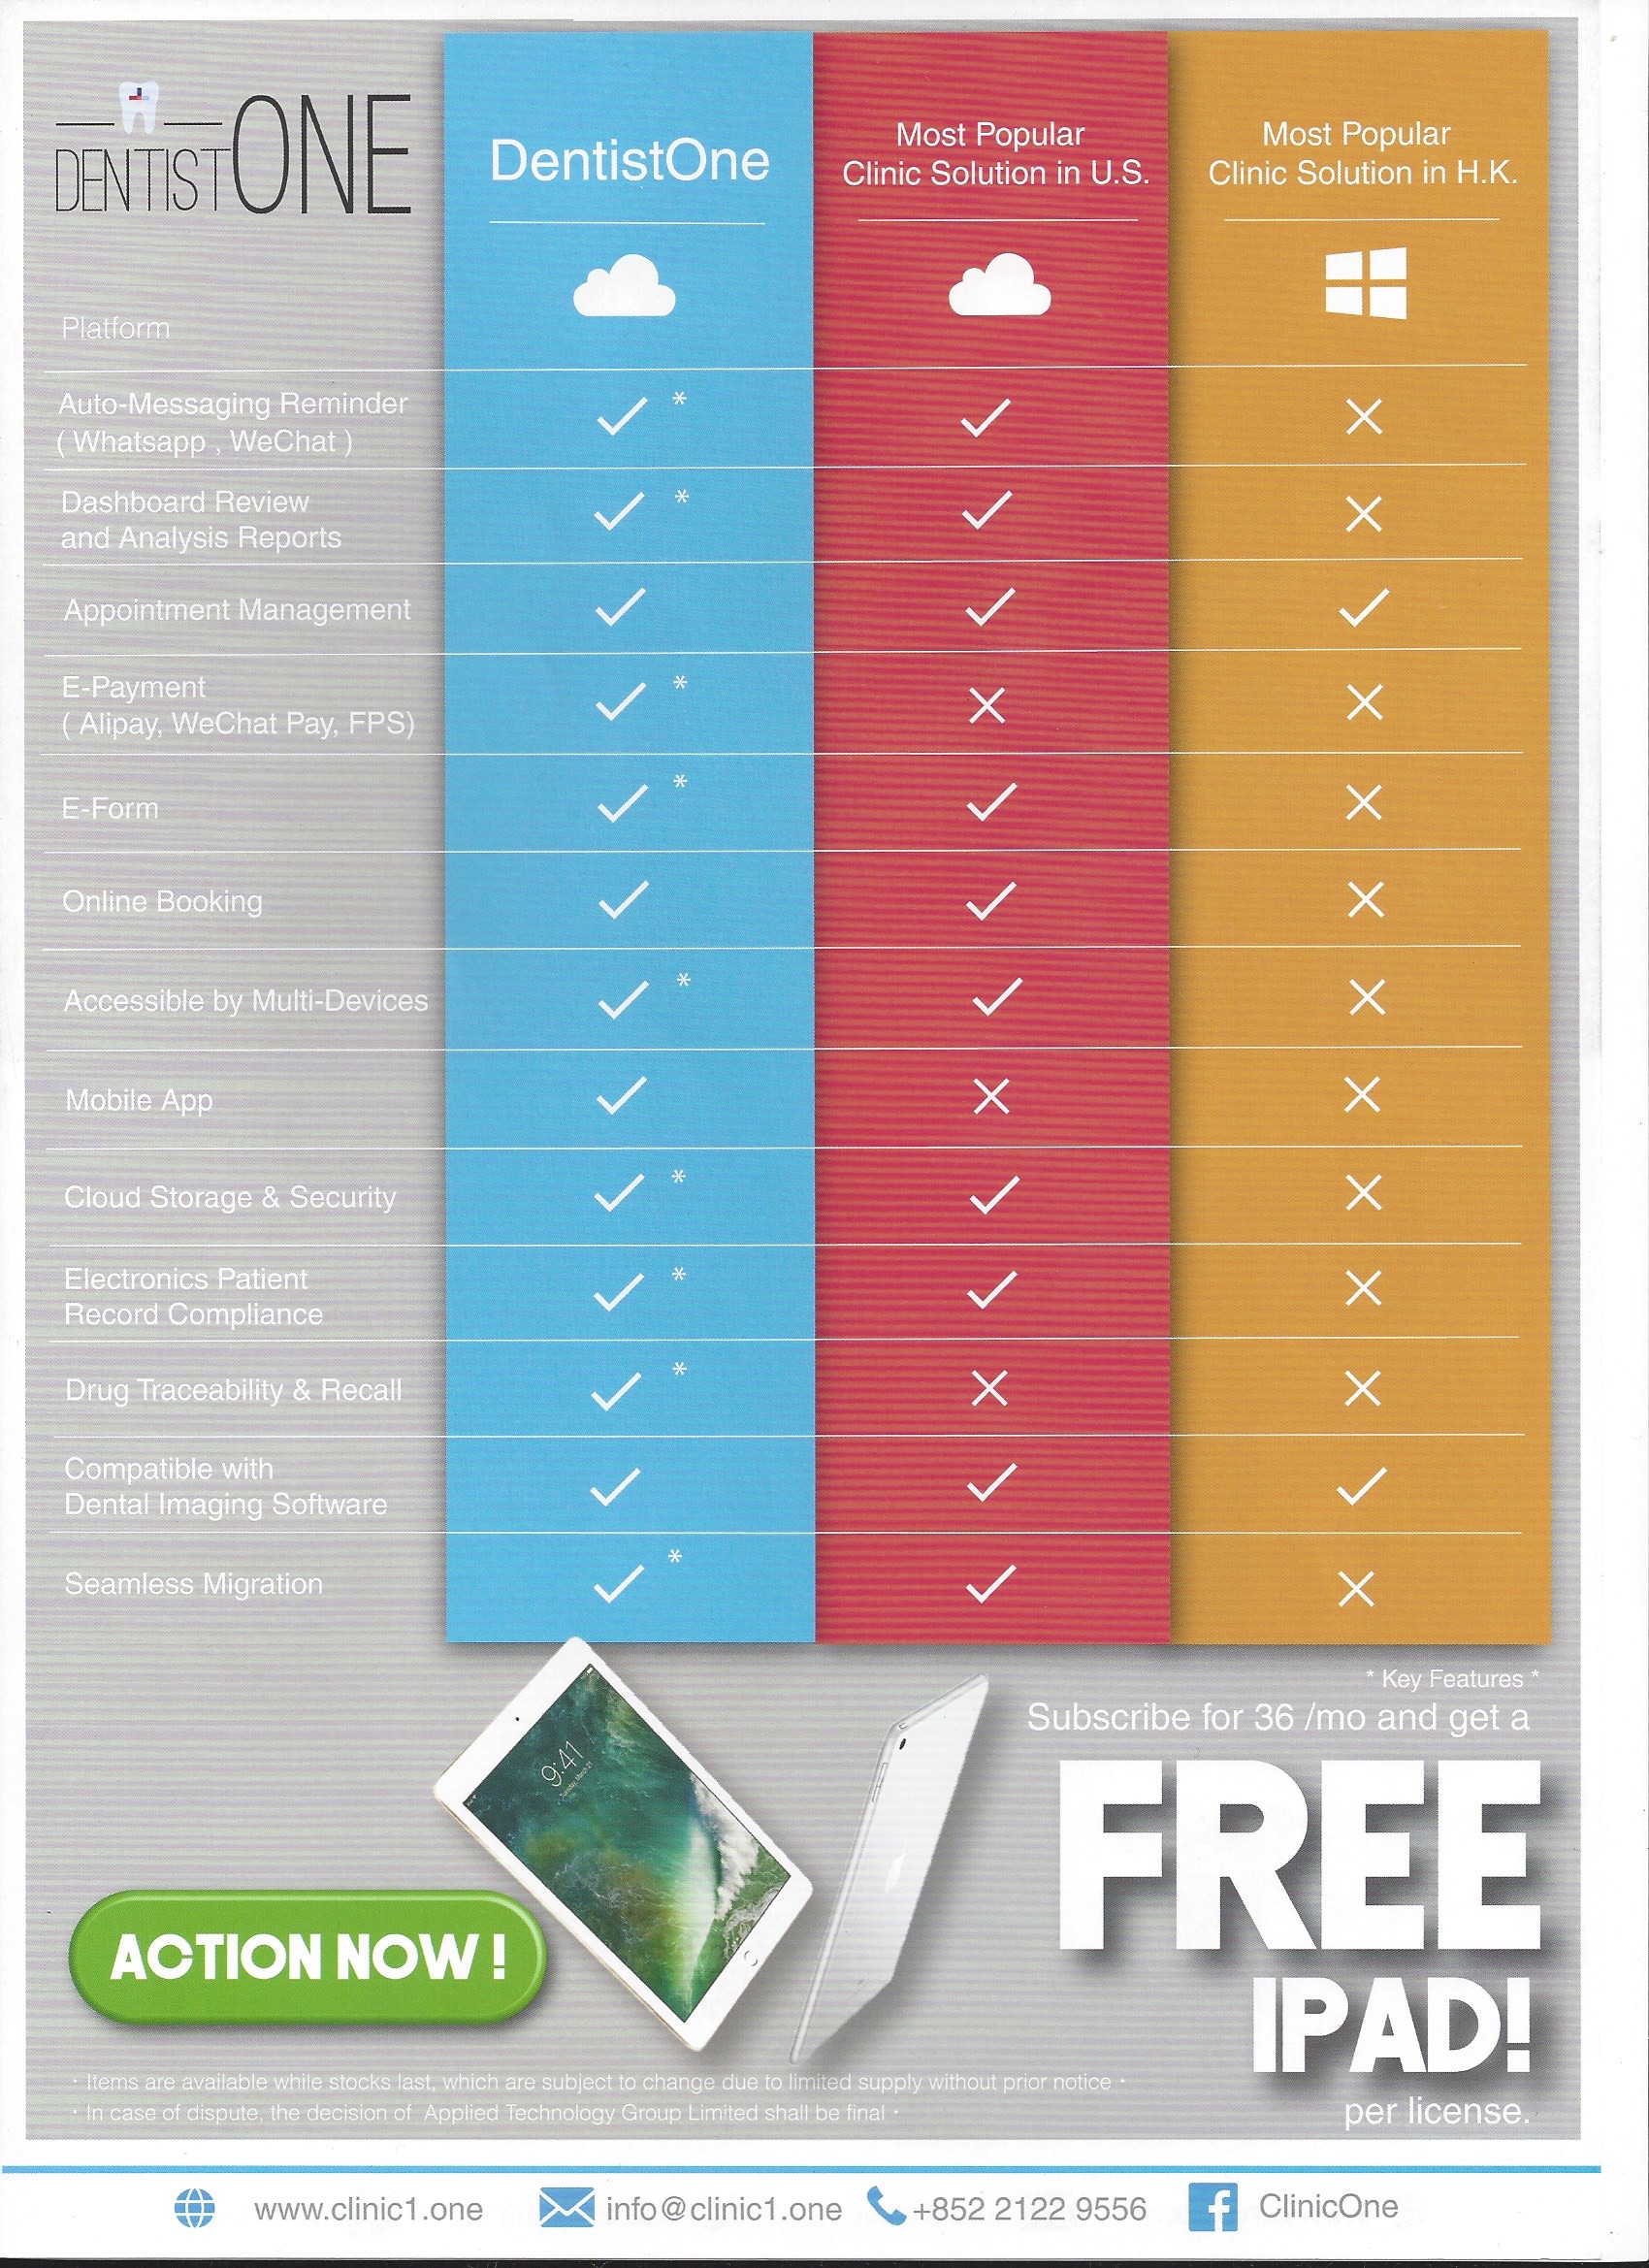 DENTISTONE
DentistOne
Most Popular
Clinic Solution in U.S.
Most Popular
Clinic Solution in H.K.
Platform
Auto-Messaging Reminder
( Whatsapp , WeChat )
*
Dashboard Review
and Analysis Reports
*
Appointment Management
E-Payment
( Alipay, WeChat Pay, FPS)
*
E-Form
*
Online Booking
Accessible by Multi-Devices
*
Mobile App
Cloud Storage & Security
*
Electronics Patient
Record Compliance
*
Drug Traceability & Recall
*
Compatible with
Dental Imaging Software
Seamless Migration
*
* Key Features *
Subscribe for 36 /mo and get a
FREE
IPAD!
per license.
9:41
ACTION NOW !
· Items are available while stocks last, which are subject to change due to limited supply without prior notice ·
· In case of dispute, the decision of Applied Technology Group Limited shall be final ·
www.clinic1.one
info@clinic1.one
+852 2122 9556
ClinicOne